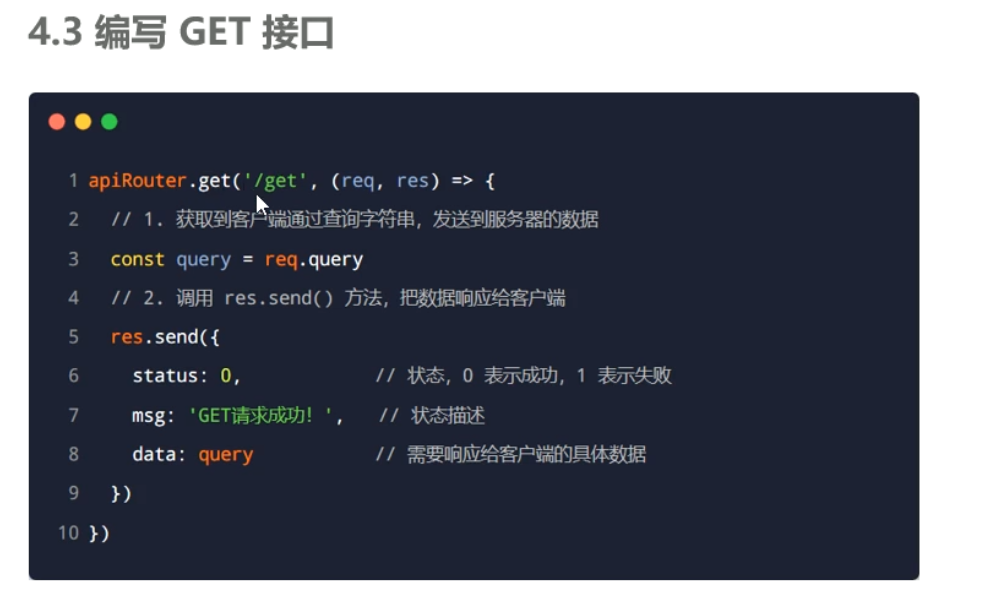 4.3 编写 GET 接口
1 apiRouter.get('/get', (req, res) => {
2 // 1. 获取到客户端通过查询字符串，发送到服务器的数据
3 const query = req.query
4 // 2. 调用 res.send() 方法，把数据响应给客户端
5 res.send({
6 status: 0, // 状态，0 表示成功，1 表示失败
7 msg: 'GET请求成功！', // 状态描述
8 data: query // 需要响应给客户端的具体数据
9 })
10 })